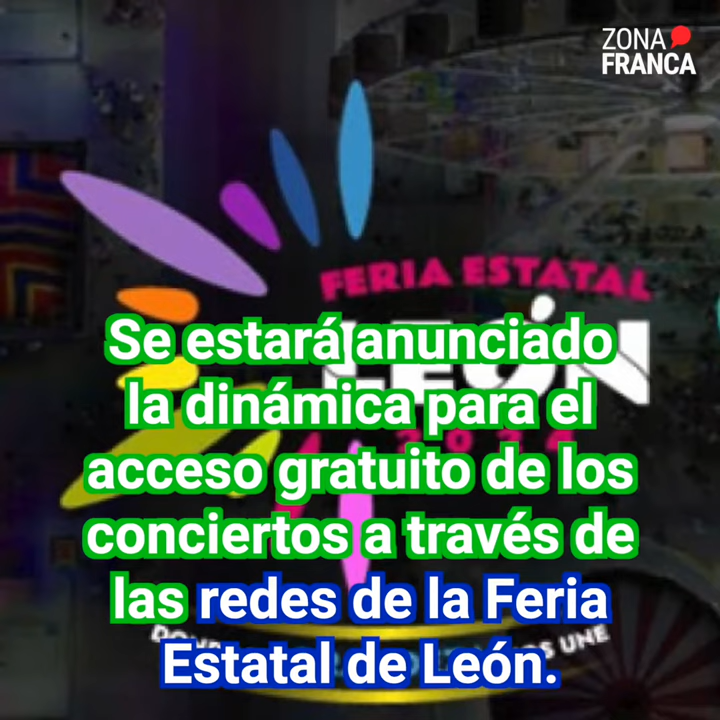 ZONA
FRANCA
FERIA ESTATAL
LEÓN
Se estará anunciado
la dinámica para el
acceso gratuito de los
conciertos a través de
las redes de la Feria
Estatal de León.
UNE